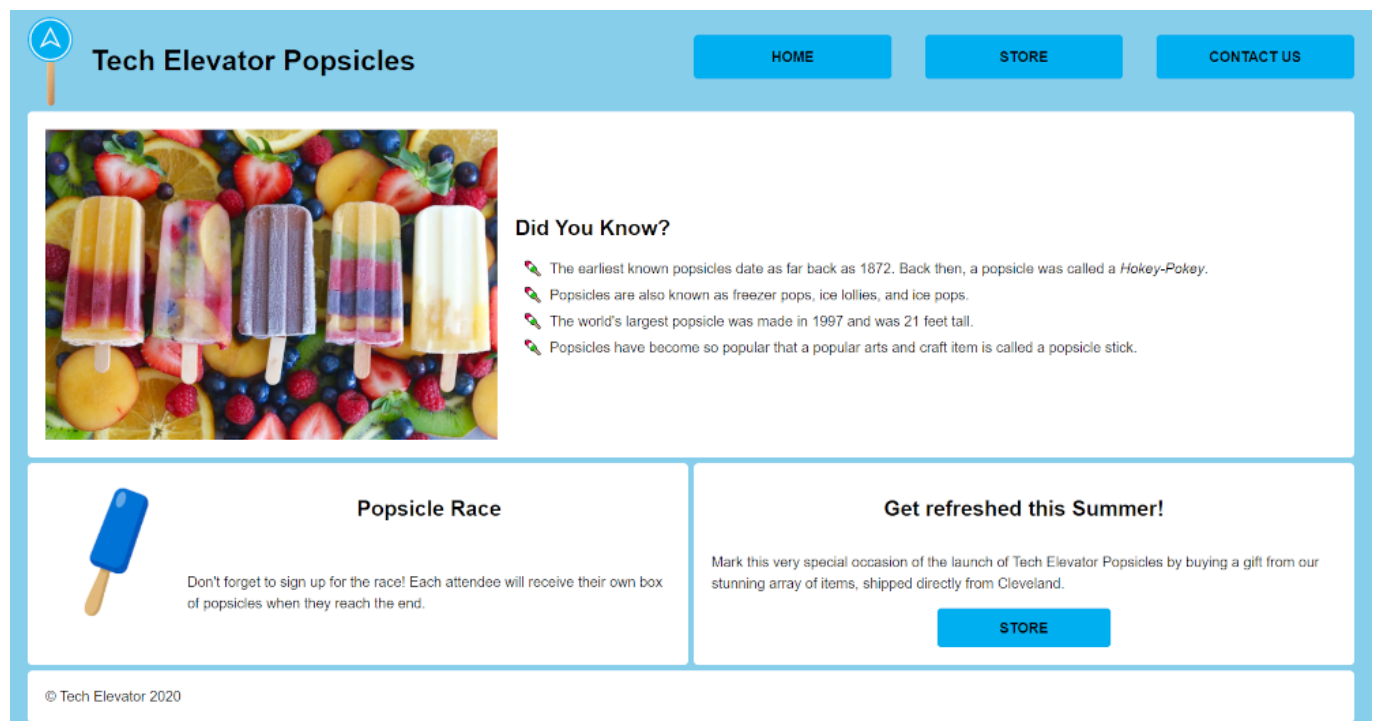 Tech Elevator Popsicles
HOME
STORE
CONTACT US
Did You Know?
The earliest known popsicles date as far back as 1872. Back then, a popsicle was called a Hokey-Pokey.
Popsicles are also known as freezer pops, ice lollies, and ice pops.
The world's largest popsicle was made in 1997 and was 21 feet tall.
Popsicles have become so popular that a popular arts and craft item is called a popsicle stick.
Popsicle Race
Don't forget to sign up for the race! Each attendee will receive their own box
of popsicles when they reach the end.
Get refreshed this Summer!
Mark this very special occasion of the launch of Tech Elevator Popsicles by buying a gift from our
stunning array of items, shipped directly from Cleveland.
STORE
© Tech Elevator 2020